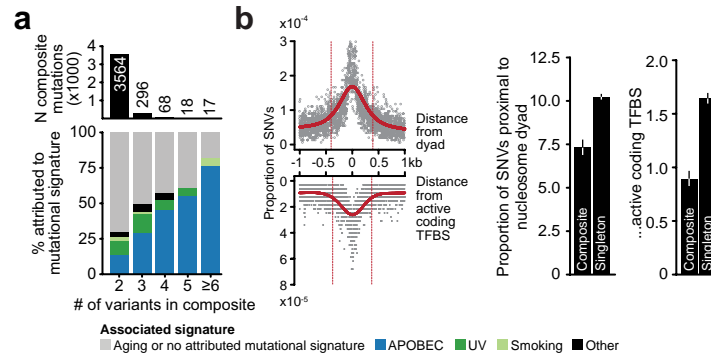 a
N composite
mutations
(x1000)
4
3
2
1
0
3564
296
68
18
17
% attributed to
mutational signature
100
75
50
25
0
2
3
4
5
≥6
# of variants in composite
b
x10-4
3
2
1
0
Proportion of SNVs
Distance
from
dyad
-1
-0.5
0
0.5
1kb
0
2
4
6
8
x10-5
Distance
from
active
coding
TFBS
Proportion of SNVs proximal to
nucleosome dyad
12.5
10.0
7.5
5.0
2.5
0
Composite
Singleton
...active coding TFBS
2.0
1.5
1.0
0.5
0
Composite
Singleton
Associated signature
Aging or no attributed mutational signature
APOBEC
UV
Smoking
Other